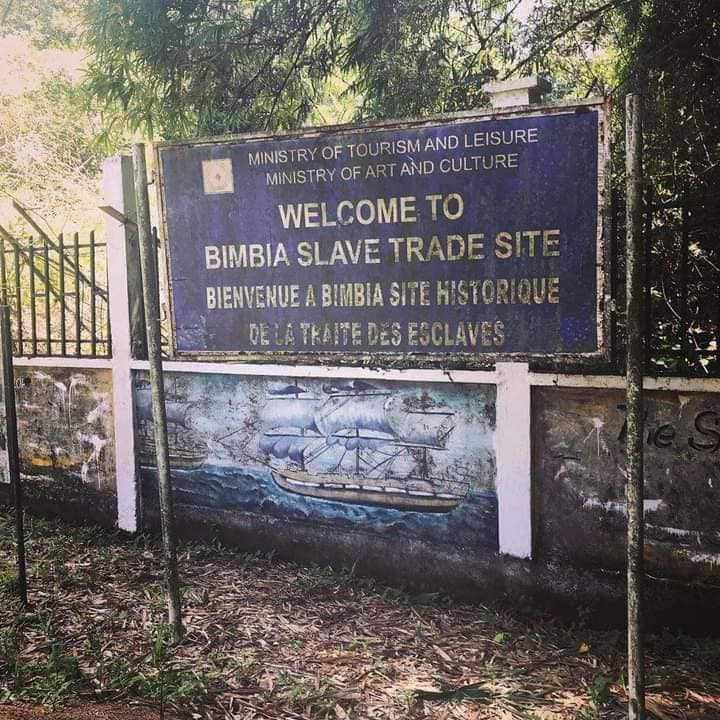 MINISTRY OF TOURISM AND LEISURE
MINISTRY OF ART AND CULTURE
WELCOME TO
BIMBIA SLAVE TRADE SITE
BIENVENUE A BIMBIA SITE HISTORIQUE
DE LA TRAITE DES ESCLAVES
The